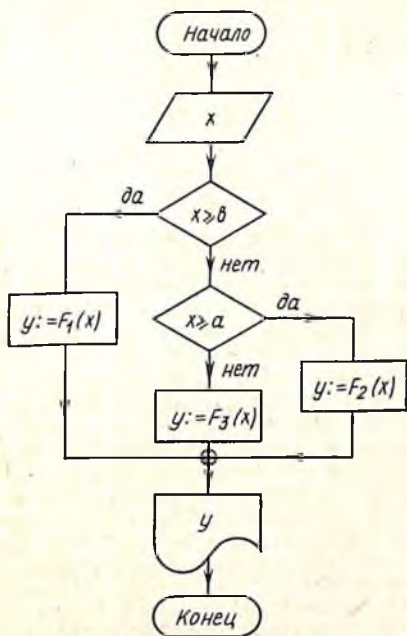 Начало
x
да
x⩾в
нет
x⩾a
да
y:=F₁(x)
нет
y:=F₂(x)
y:=F₃(x)
y
Конец